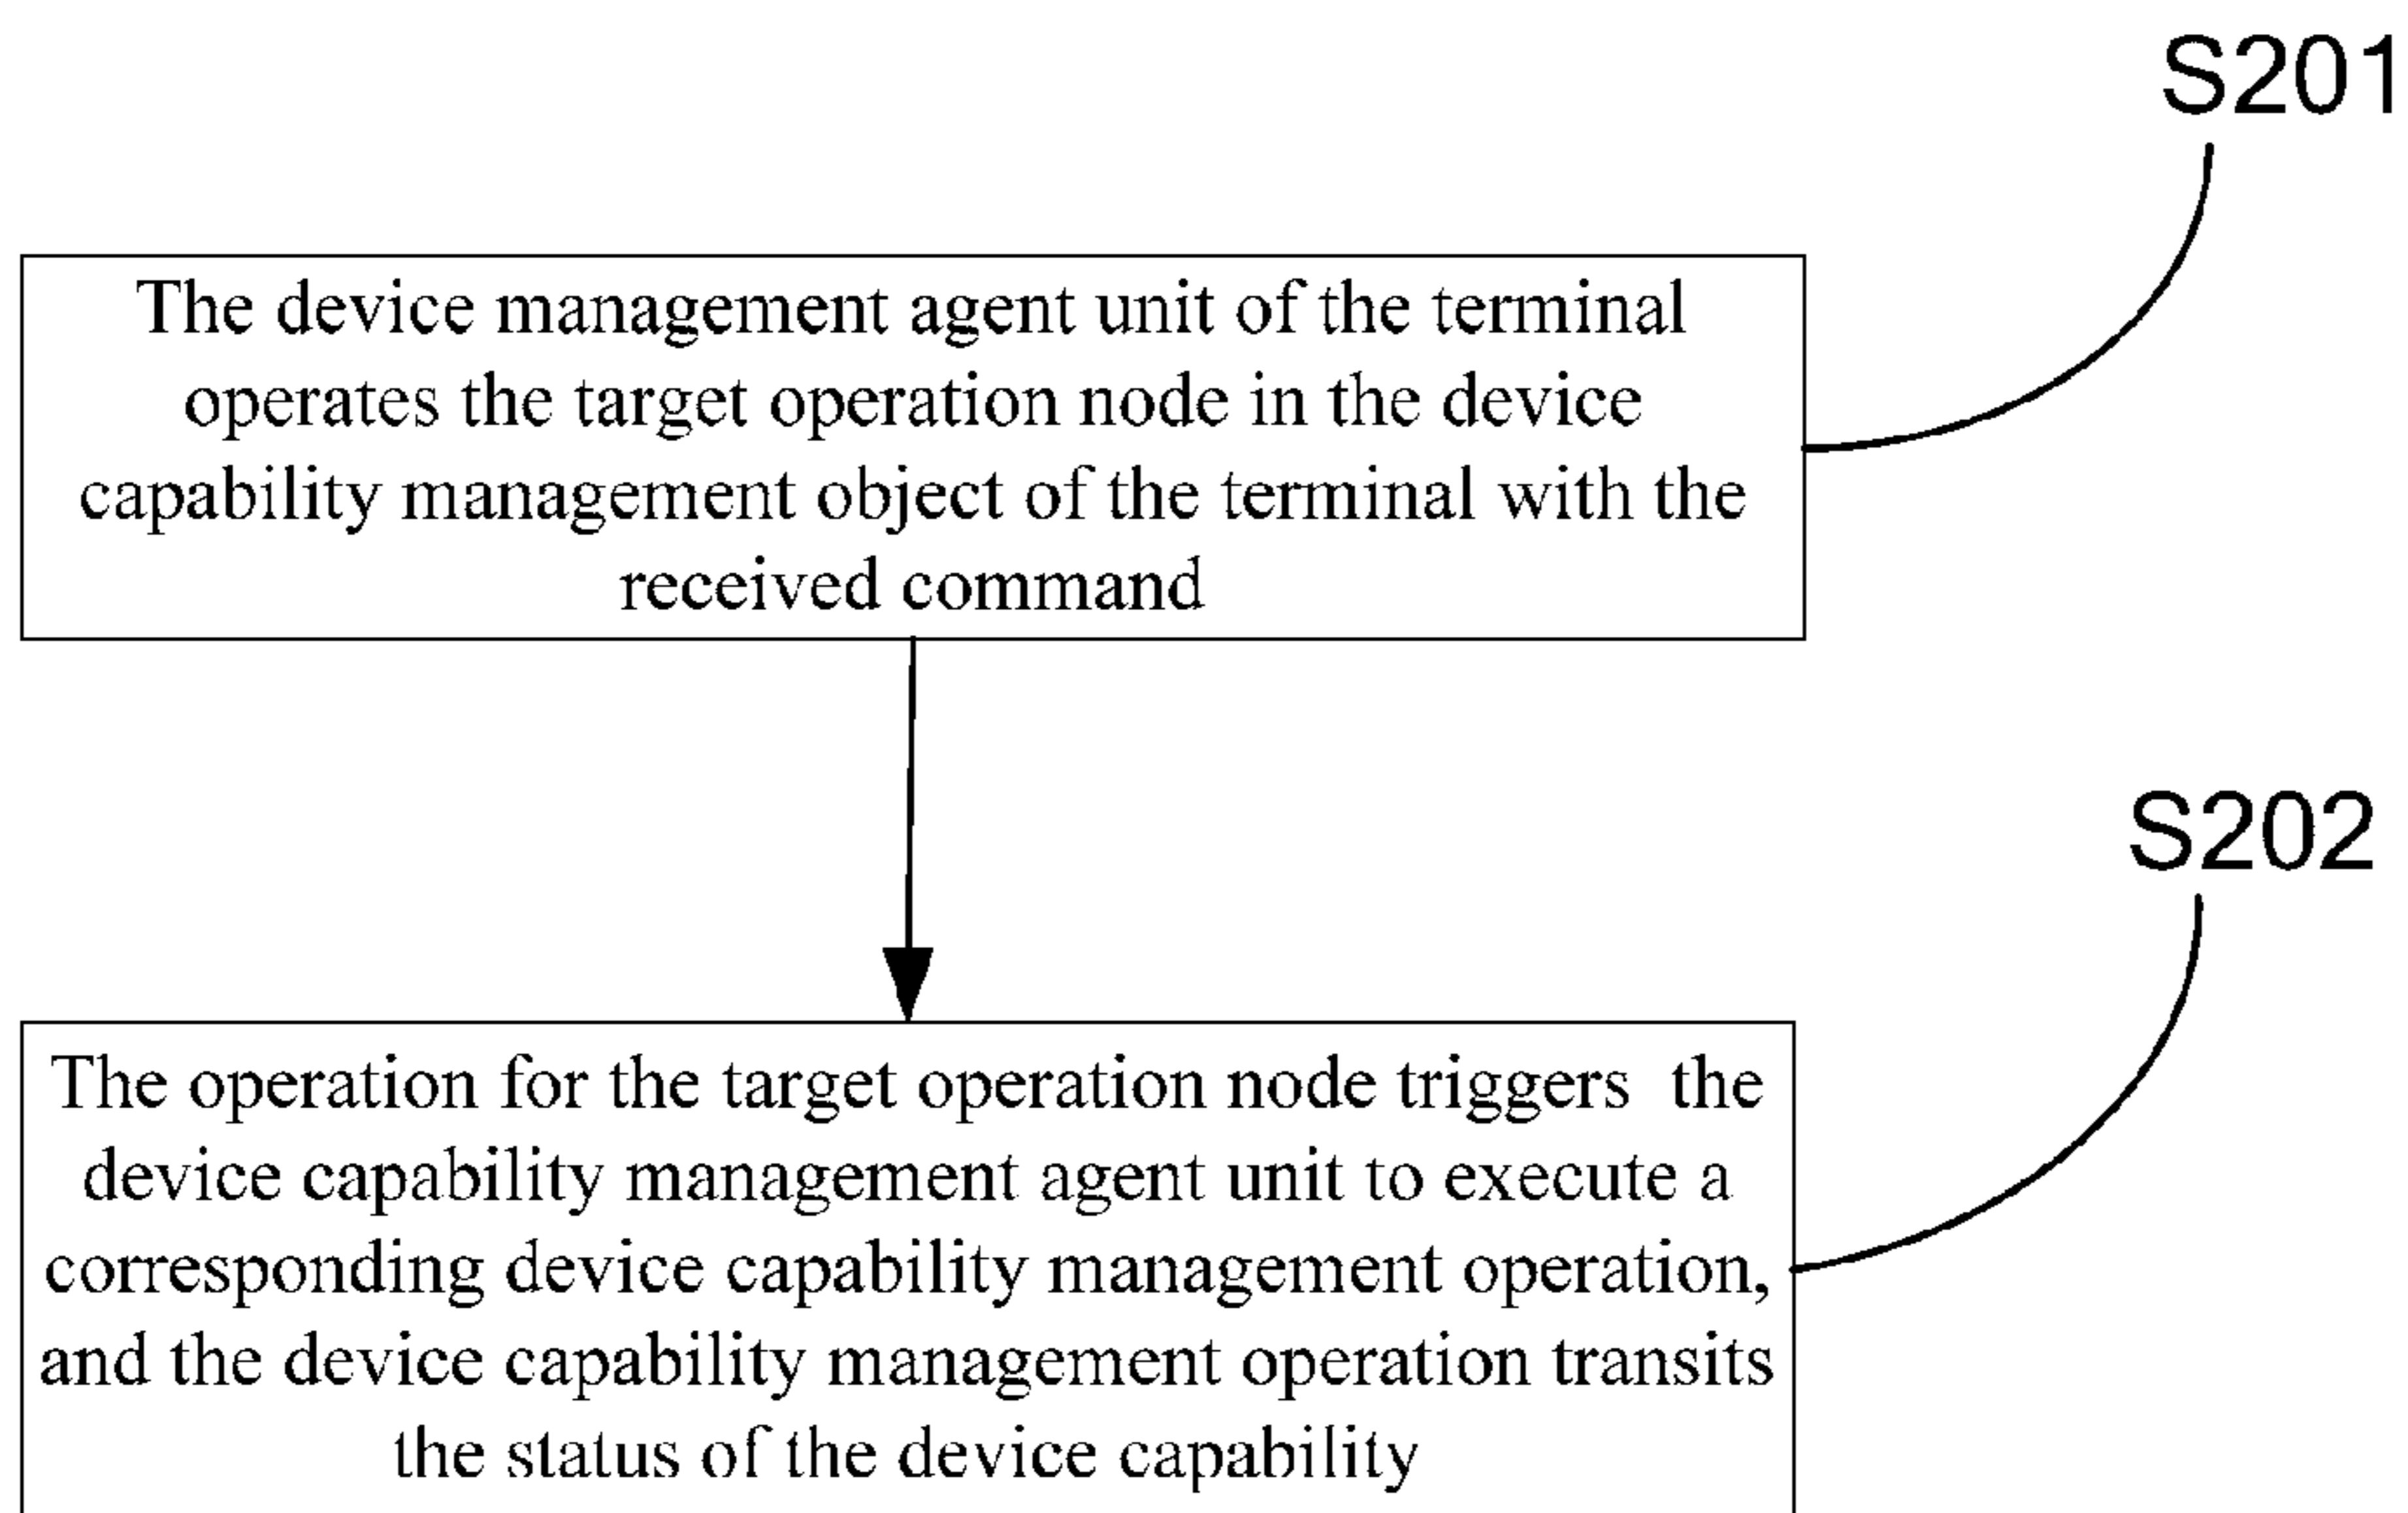 S201
The device management agent unit of the terminal
operates the target operation node in the device
capability management object of the terminal with the
received command
S202
The operation for the target operation node triggers the
device capability management agent unit to execute a
corresponding device capability management operation,
and the device capability management operation transits
the status of the device capability